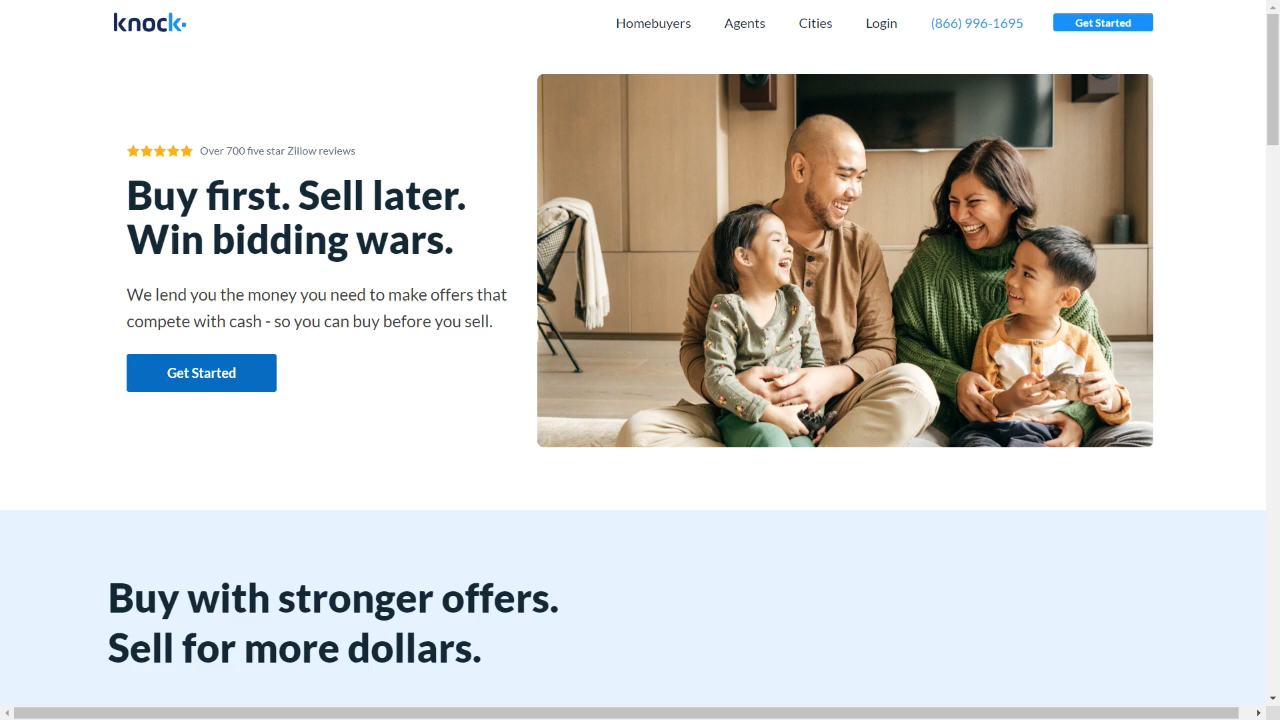 knock
Homebuyers
Agents
Cities
Login
(866) 996-1695
Get Started
Over 700 five star Zillow reviews
Buy first. Sell later.
Win bidding wars.
We lend you the money you need to make offers that
compete with cash - so you can buy before you sell.
Get Started
Buy with stronger offers.
Sell for more dollars.